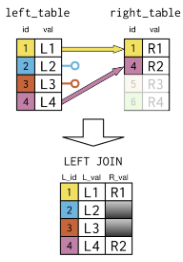 left_table right_table
id val id val
1 L1 1 R1
2 L2 4 R2
3 L3 5 R3
4 L4 6 R4
LEFT JOIN
L_id L_val R_val
1 L1 R1
2 L2
3 L3
4 L4 R2